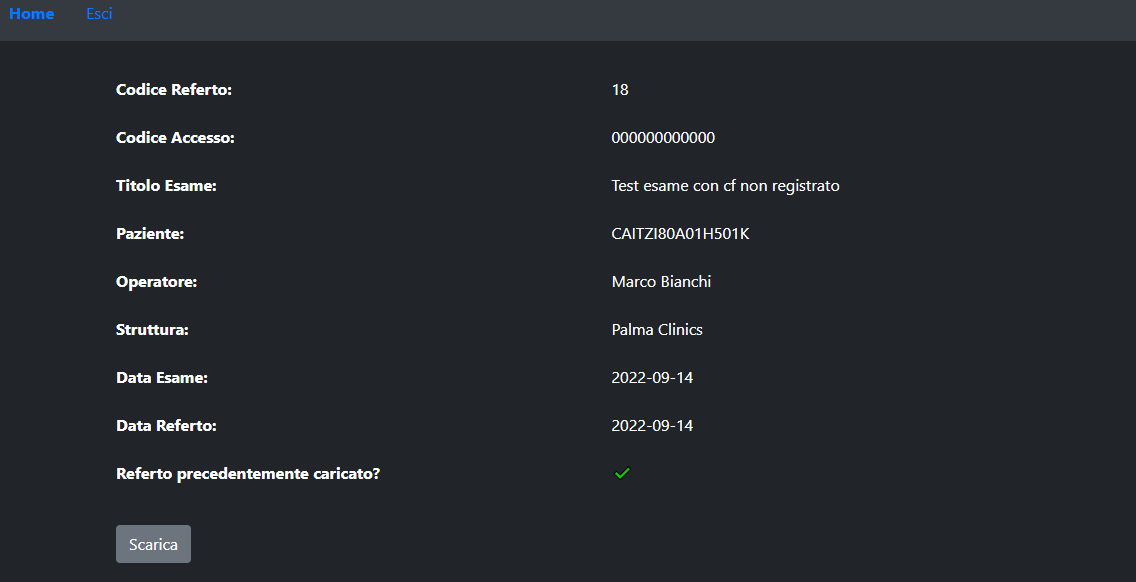 Home Esci
Codice Referto: 18
Codice Accesso: 000000000000
Titolo Esame: Test esame con cf non registrato
Paziente: CAITZI80A01H501K
Operatore: Marco Bianchi
Struttura: Palma Clinics
Data Esame: 2022-09-14
Data Referto: 2022-09-14
Referto precedentemente caricato?
Scarica